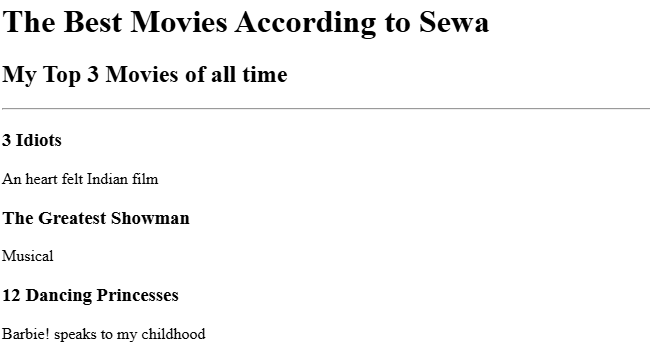 The Best Movies According to Sewa
My Top 3 Movies of all time
3 Idiots
An heart felt Indian film
The Greatest Showman
Musical
12 Dancing Princesses
Barbie! speaks to my childhood